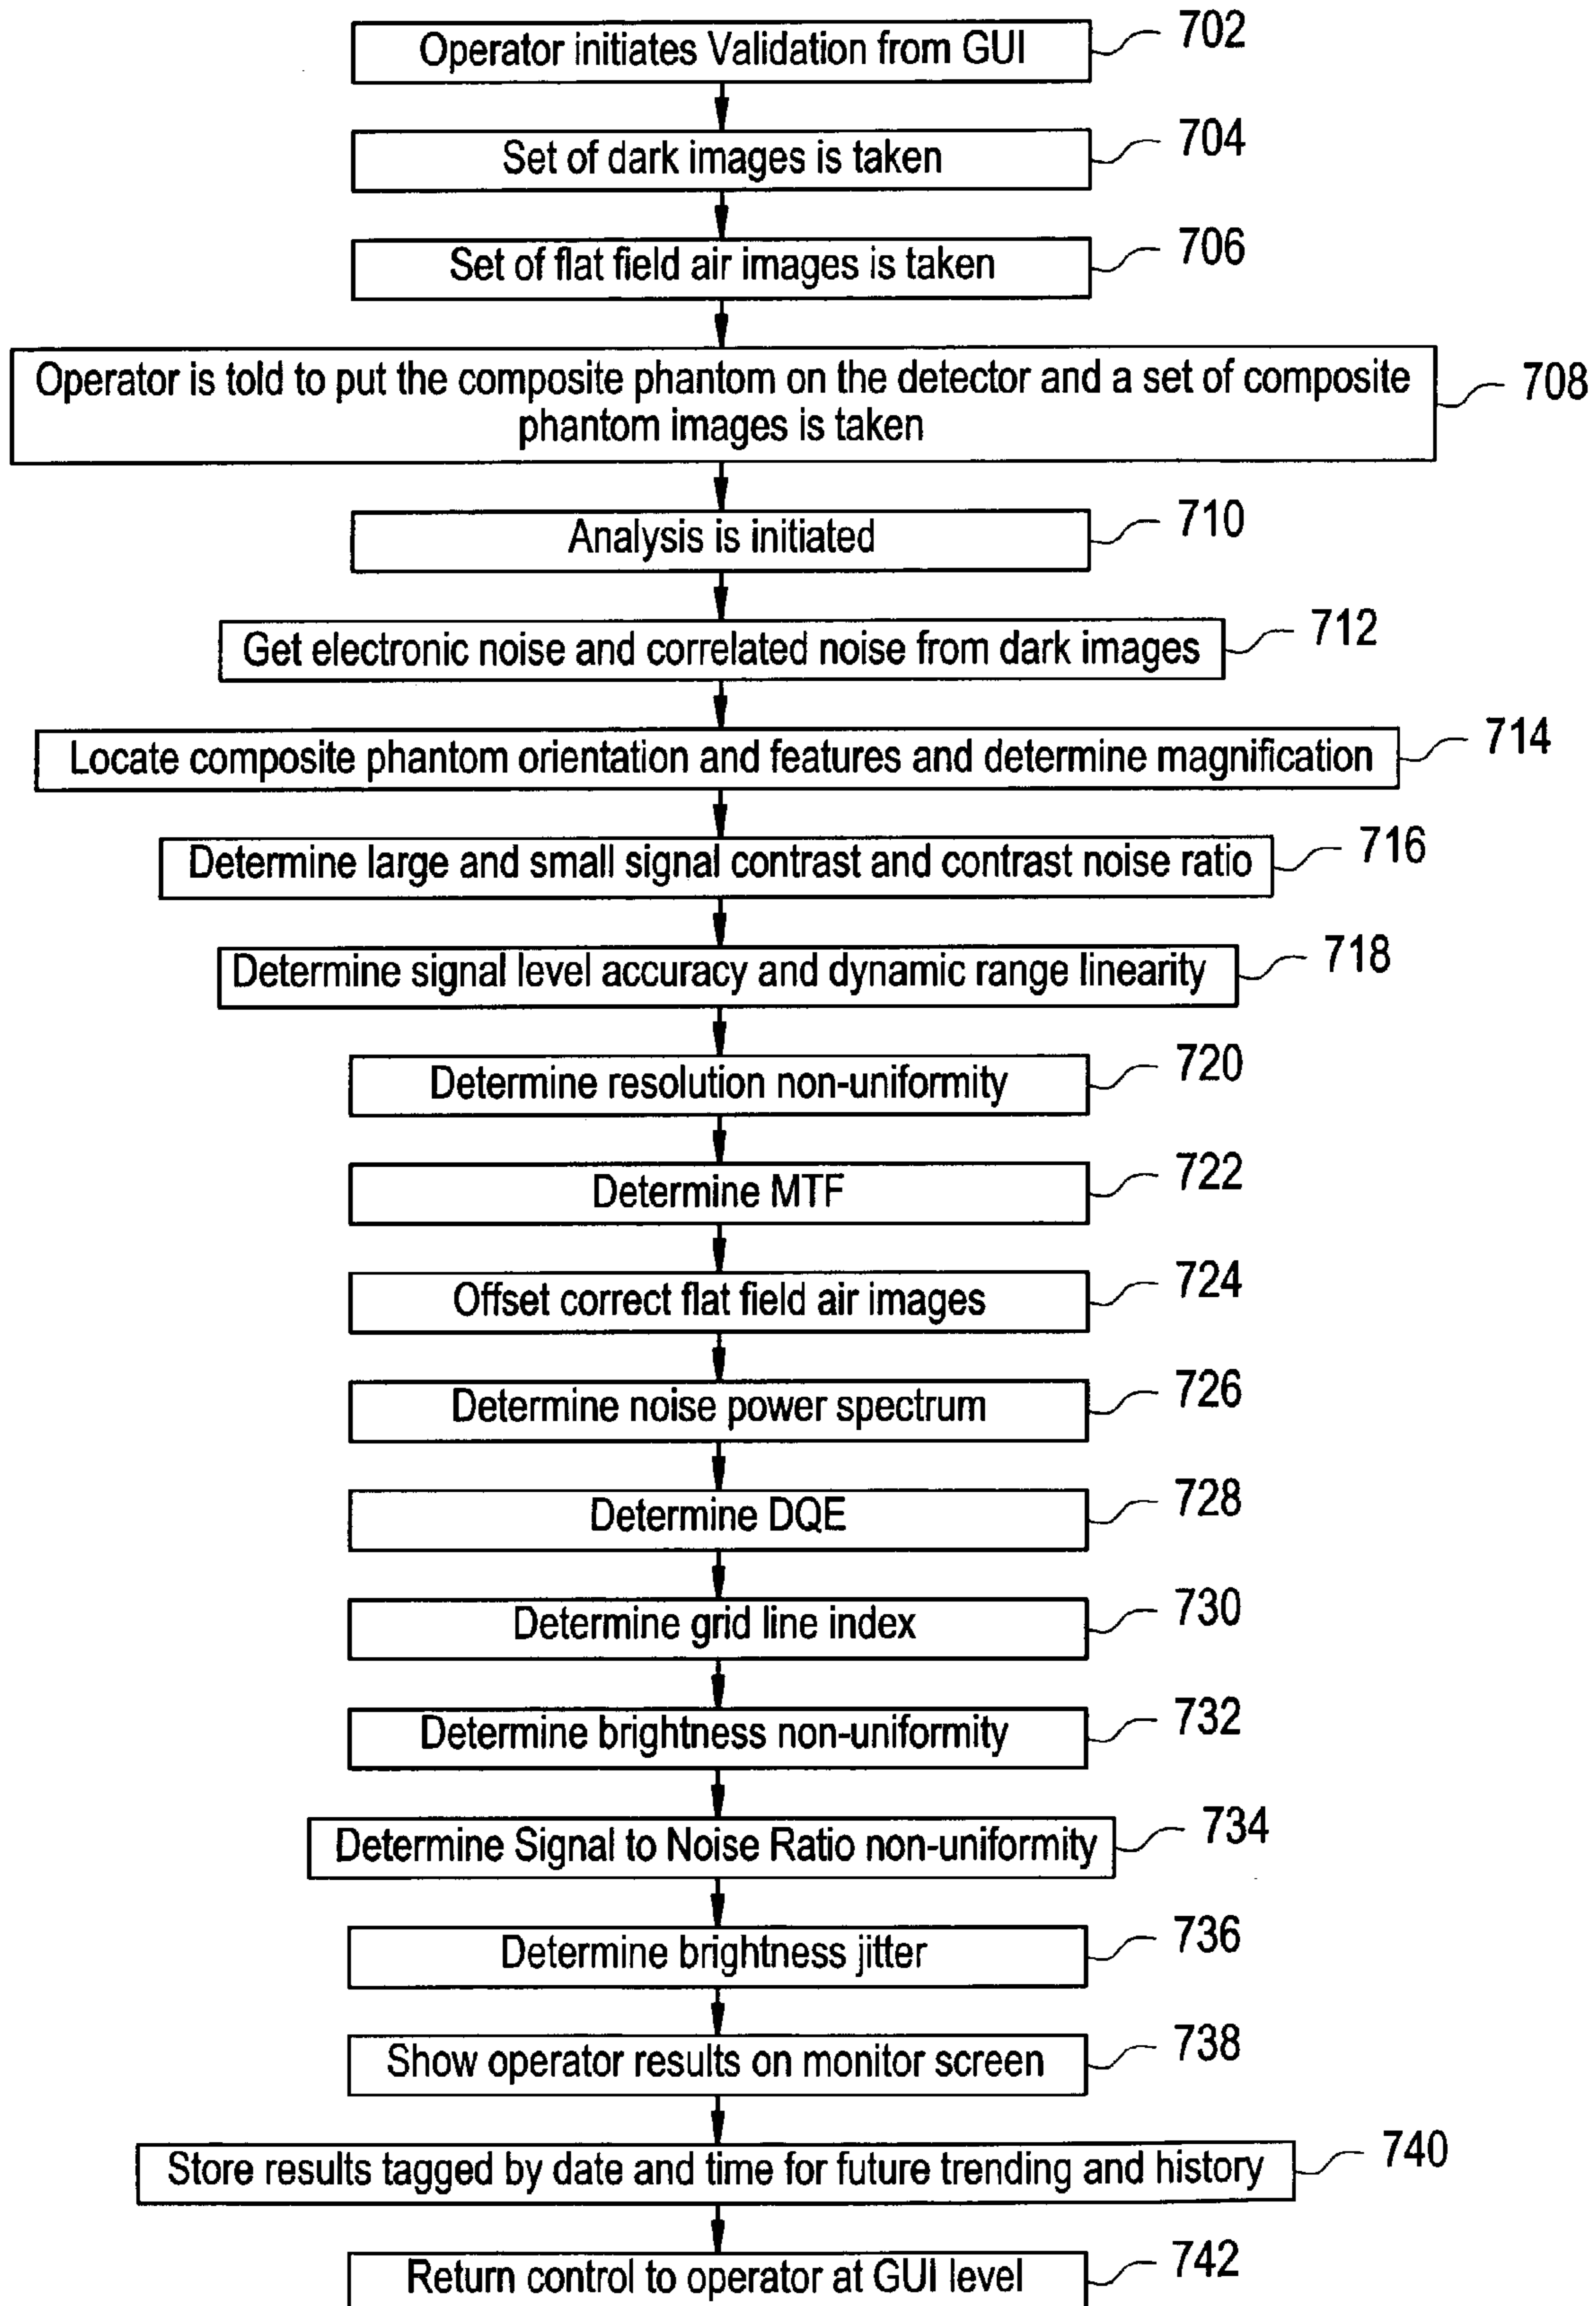 Operator initiates Validation from GUI
702
Set of dark images is taken
704
Set of flat field air images is taken
706
Operator is told to put the composite phantom on the detector and a set of composite
phantom images is taken
708
Analysis is initiated
710
Get electronic noise and correlated noise from dark images
712
Locate composite phantom orientation and features and determine magnification
714
Determine large and small signal contrast and contrast noise ratio
716
Determine signal level accuracy and dynamic range linearity
718
Determine resolution non-uniformity
720
Determine MTF
722
Offset correct flat field air images
724
Determine noise power spectrum
726
Determine DQE
728
Determine grid line index
730
Determine brightness non-uniformity
732
Determine Signal to Noise Ratio non-uniformity
734
Determine brightness jitter
736
Show operator results on monitor screen
738
Store results tagged by date and time for future trending and history
740
Return control to operator at GUI level
742